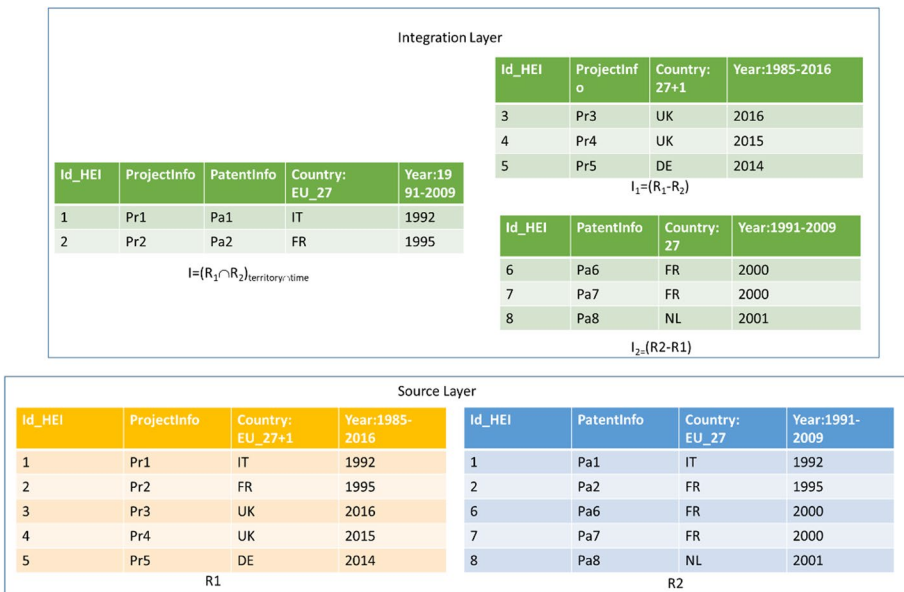 Integration Layer
Id_HEI ProjectInf Country: Year:1985-2016
o 27+1
3 Pr3 UK 2016
4 Pr4 UK 2015
5 Pr5 DE 2014
I1=(R1-R2)
Id_HEI ProjectInfo PatentInfo Country: Year:19
EU_27 91-2009
1 Pr1 Pa1 IT 1992
2 Pr2 Pa2 FR 1995
I=(R1∩R2)territory∩time
Id_HEI PatentInfo Country: Year:1991-2009
27
6 Pa6 FR 2000
7 Pa7 FR 2000
8 Pa8 NL 2001
I2=(R2-R1)
Source Layer
Id_HEI ProjectInfo Country: Year:1985-
EU_27+1 2016
1 Pr1 IT 1992
2 Pr2 FR 1995
3 Pr3 UK 2016
4 Pr4 UK 2015
5 Pr5 DE 2014
R1
Id_HEI PatentInfo Country: Year:1991-
EU_27 2009
1 Pa1 IT 1992
2 Pa2 FR 1995
6 Pa6 FR 2000
7 Pa7 FR 2000
8 Pa8 NL 2001
R2